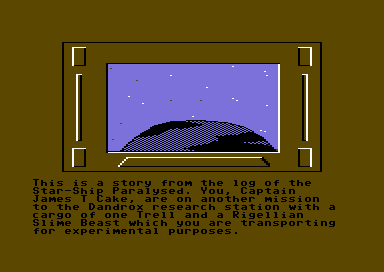 This is a story from the log of the
Star-Ship Paralysed. You, Captain
James T Cake, are on another mission
to the Dandrox research station with a
cargo of one Trell and a Rigellian
Slime Beast which you are transporting
for experimental purposes.